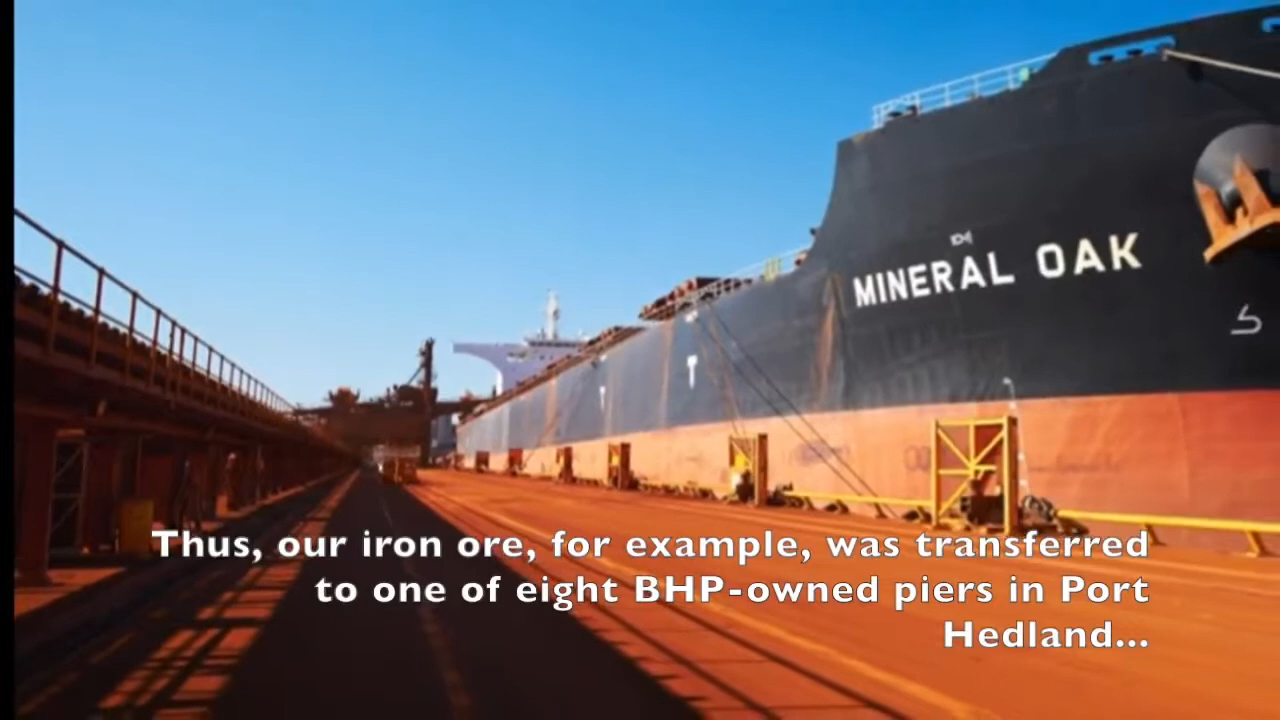 MINERAL OAK
Thus, our iron ore, for example, was transferred
to one of eight BHP-owned piers in Port
Hedland...